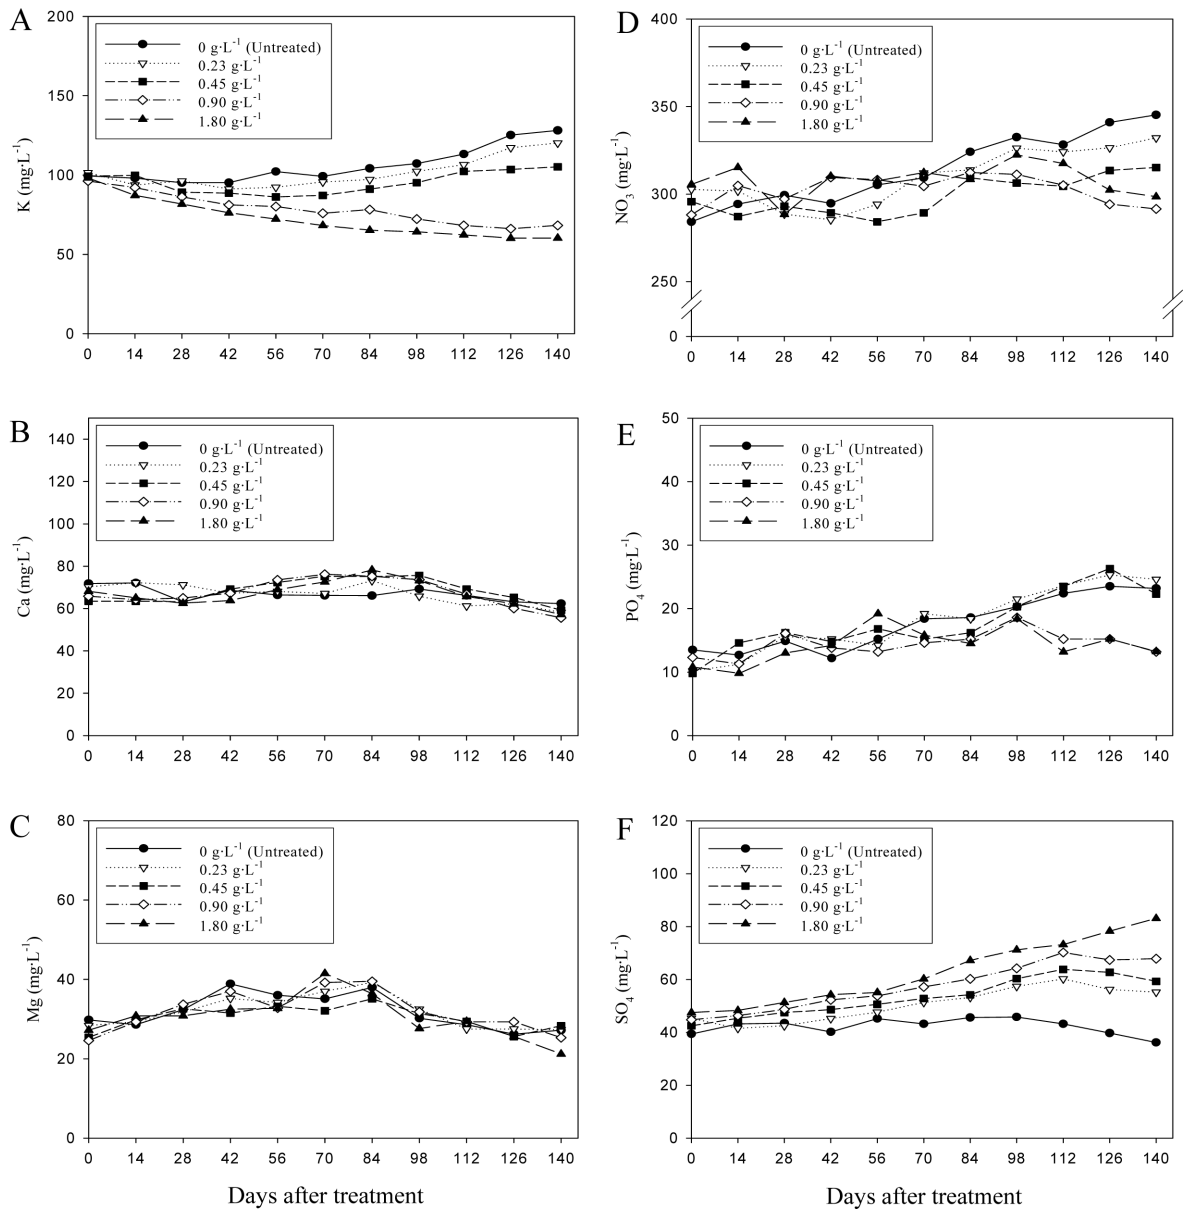 A
K (mg·L⁻¹)
200
150
100
50
0
0 g·L⁻¹ (Untreated)
0.23 g·L⁻¹
0.45 g·L⁻¹
0.90 g·L⁻¹
1.80 g·L⁻¹
0 14 28 42 56 70 84 98 112 126 140
B
Ca (mg·L⁻¹)
140
120
100
80
60
40
20
0
0 g·L⁻¹ (Untreated)
0.23 g·L⁻¹
0.45 g·L⁻¹
0.90 g·L⁻¹
1.80 g·L⁻¹
0 14 28 42 56 70 84 98 112 126 140
C
Mg (mg·L⁻¹)
80
60
40
20
0
0 g·L⁻¹ (Untreated)
0.23 g·L⁻¹
0.45 g·L⁻¹
0.90 g·L⁻¹
1.80 g·L⁻¹
0 14 28 42 56 70 84 98 112 126 140
Days after treatment
D
NO₃ (mg·L⁻¹)
400
350
300
250
0
0 g·L⁻¹ (Untreated)
0.23 g·L⁻¹
0.45 g·L⁻¹
0.90 g·L⁻¹
1.80 g·L⁻¹
0 14 28 42 56 70 84 98 112 126 140
E
PO₄ (mg·L⁻¹)
50
40
30
20
10
0
0 g·L⁻¹ (Untreated)
0.23 g·L⁻¹
0.45 g·L⁻¹
0.90 g·L⁻¹
1.80 g·L⁻¹
0 14 28 42 56 70 84 98 112 126 140
F
SO₄ (mg·L⁻¹)
120
100
80
60
40
20
0
0 g·L⁻¹ (Untreated)
0.23 g·L⁻¹
0.45 g·L⁻¹
0.90 g·L⁻¹
1.80 g·L⁻¹
0 14 28 42 56 70 84 98 112 126 140
Days after treatment